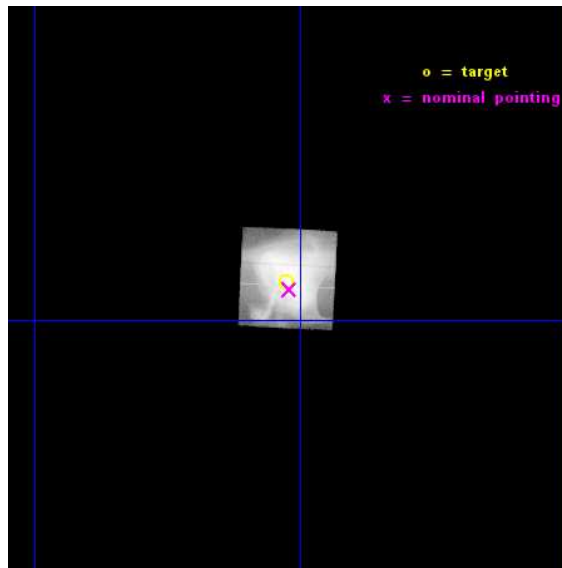 o = target
x = nominal pointing